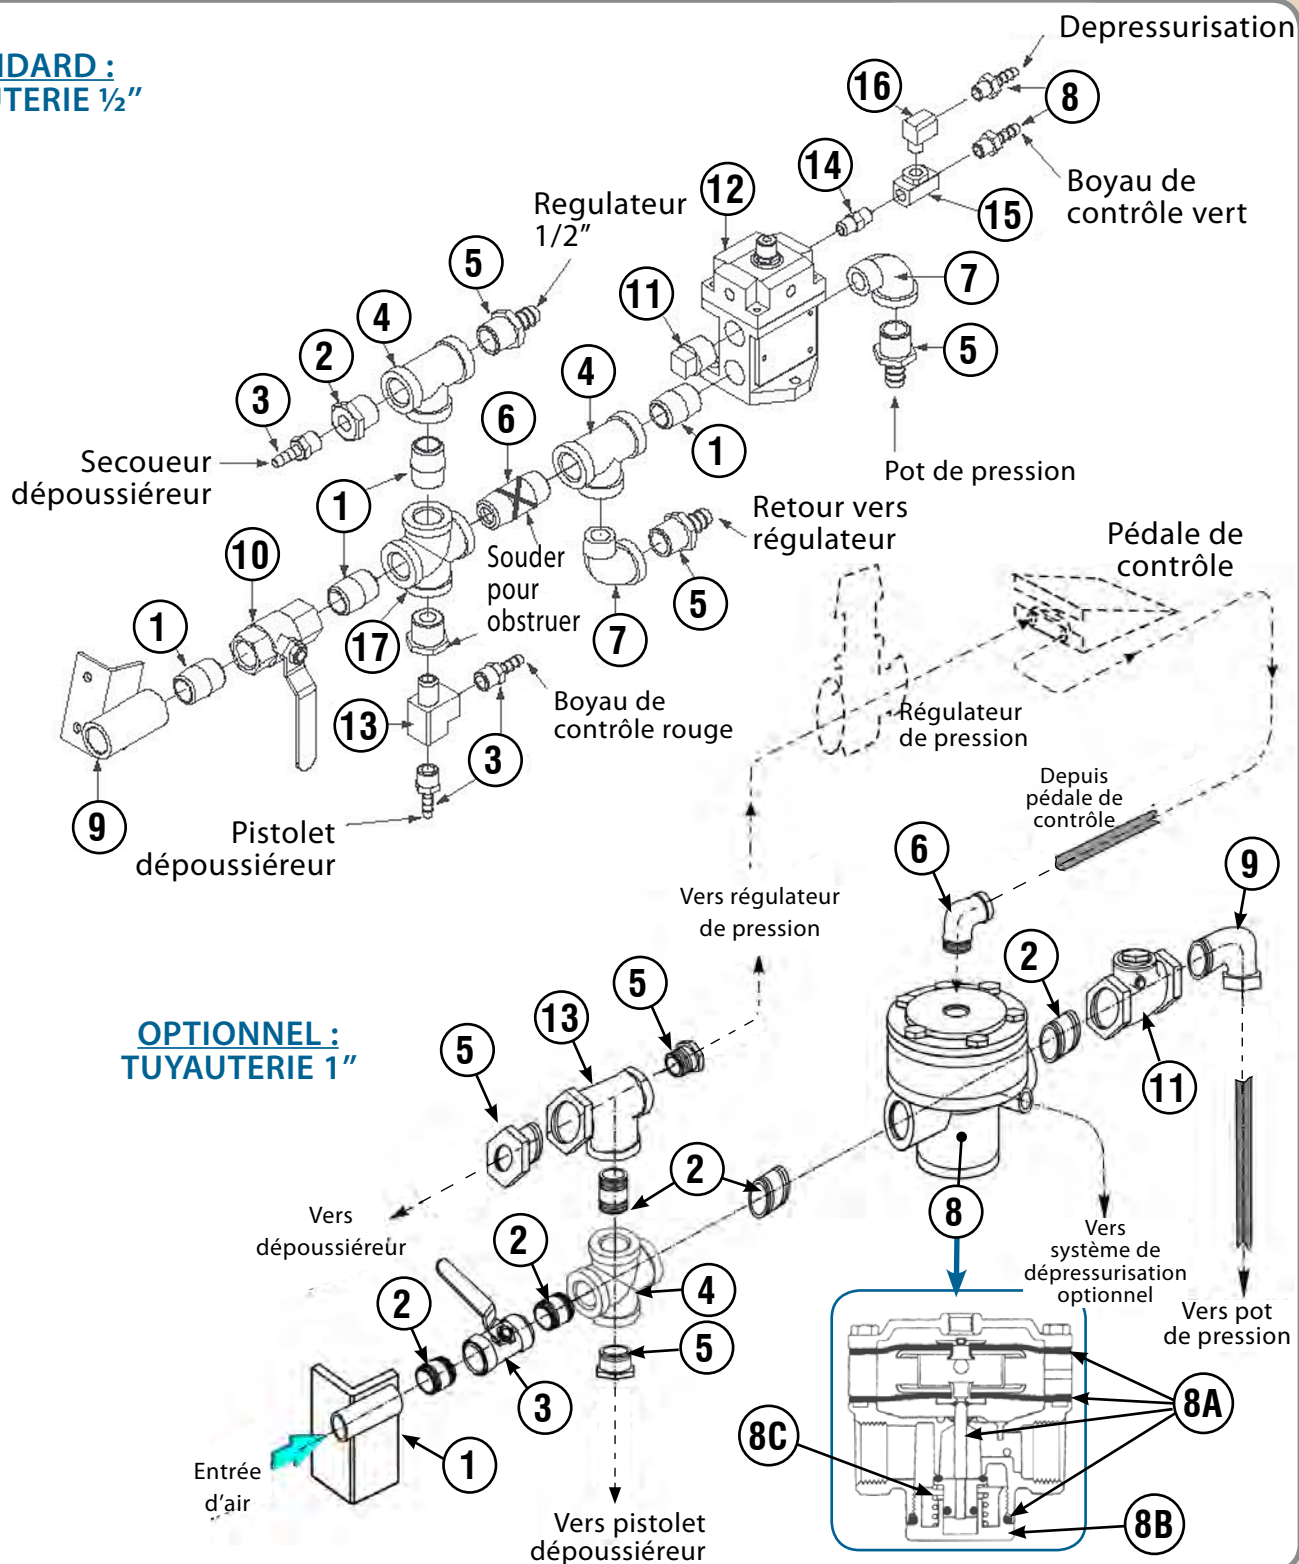 NDARD :
UTERIE ½”
Depressurisation
16
8
14
12
15
Boyau de
contrôle vert
Regulateur
1/2”
5
11
7
4
2
3
4
6
5
1
Secoueur
dépoussiéreur
1
Pot de pression
10
Souder
pour
obstruer
Retour vers
régulateur
5
7
1
17
13
3
Boyau de
contrôle rouge
9
Pistolet
dépoussiéreur
Pédale de
contrôle
Régulateur
de pression
Depuis
pédale de
contrôle
6
9
Vers régulateur
de pression
OPTIONNEL :
TUYAUTERIE 1”
5
13
5
2
11
2
8
Vers
dépoussiéreur
2
2
4
5
3
1
Entrée
d’air
Vers pistolet
dépoussiéreur
Vers
système de
dépressurisation
optionnel
Vers pot
de pression
8A
8C
8B